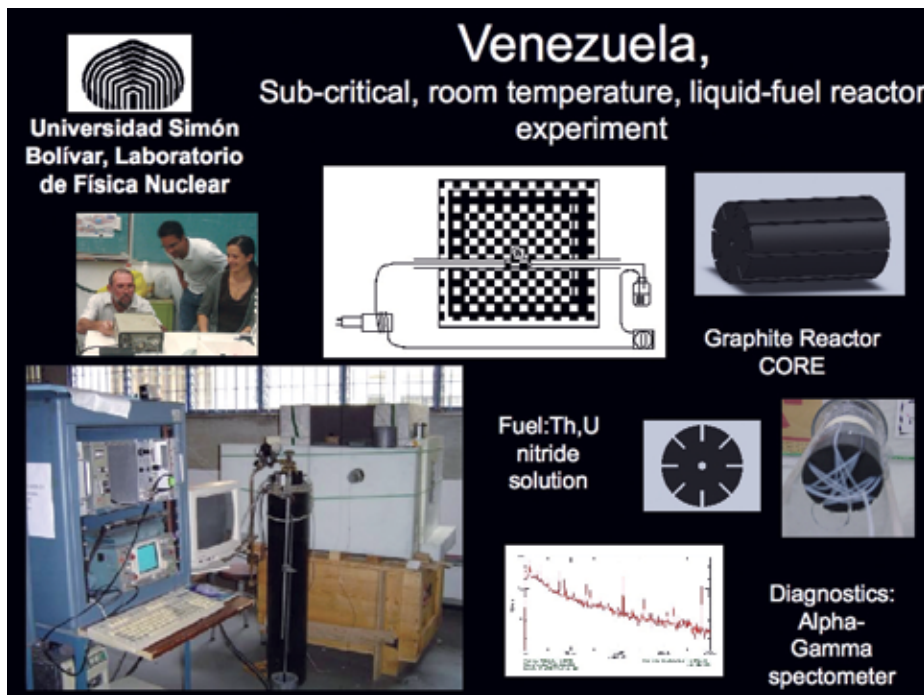 Venezuela,
Sub-critical, room temperature, liquid-fuel reactor
experiment
Universidad Simón
Bolívar, Laboratorio
de Física Nuclear
Graphite Reactor
CORE
Fuel:Th,U
nitride
solution
Diagnostics:
Alpha-
Gamma
spectometer